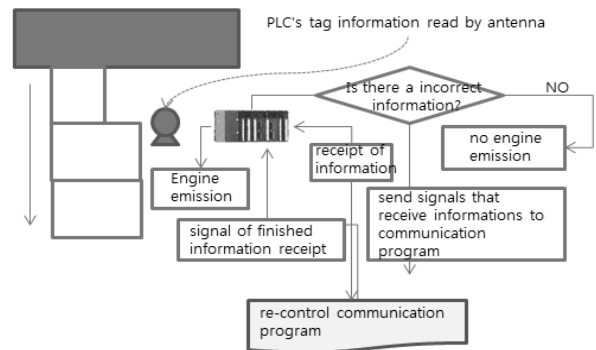 PLC's tag information read by antenna
Is there a incorrect
information?
NO
receipt of
information
no engine
emission
Engine
emission
send signals that
receive informations to
communication
program
signal of finished
information receipt
re-control communication
program